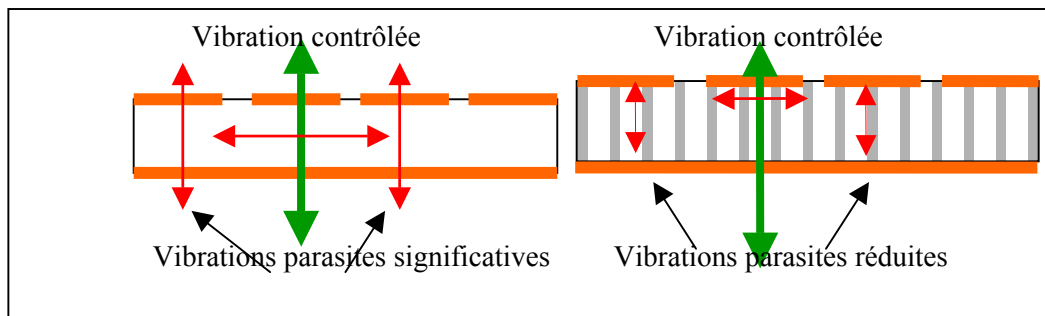 Vibration contrôlée
Vibration contrôlée
Vibrations parasites significatives
Vibrations parasites réduites